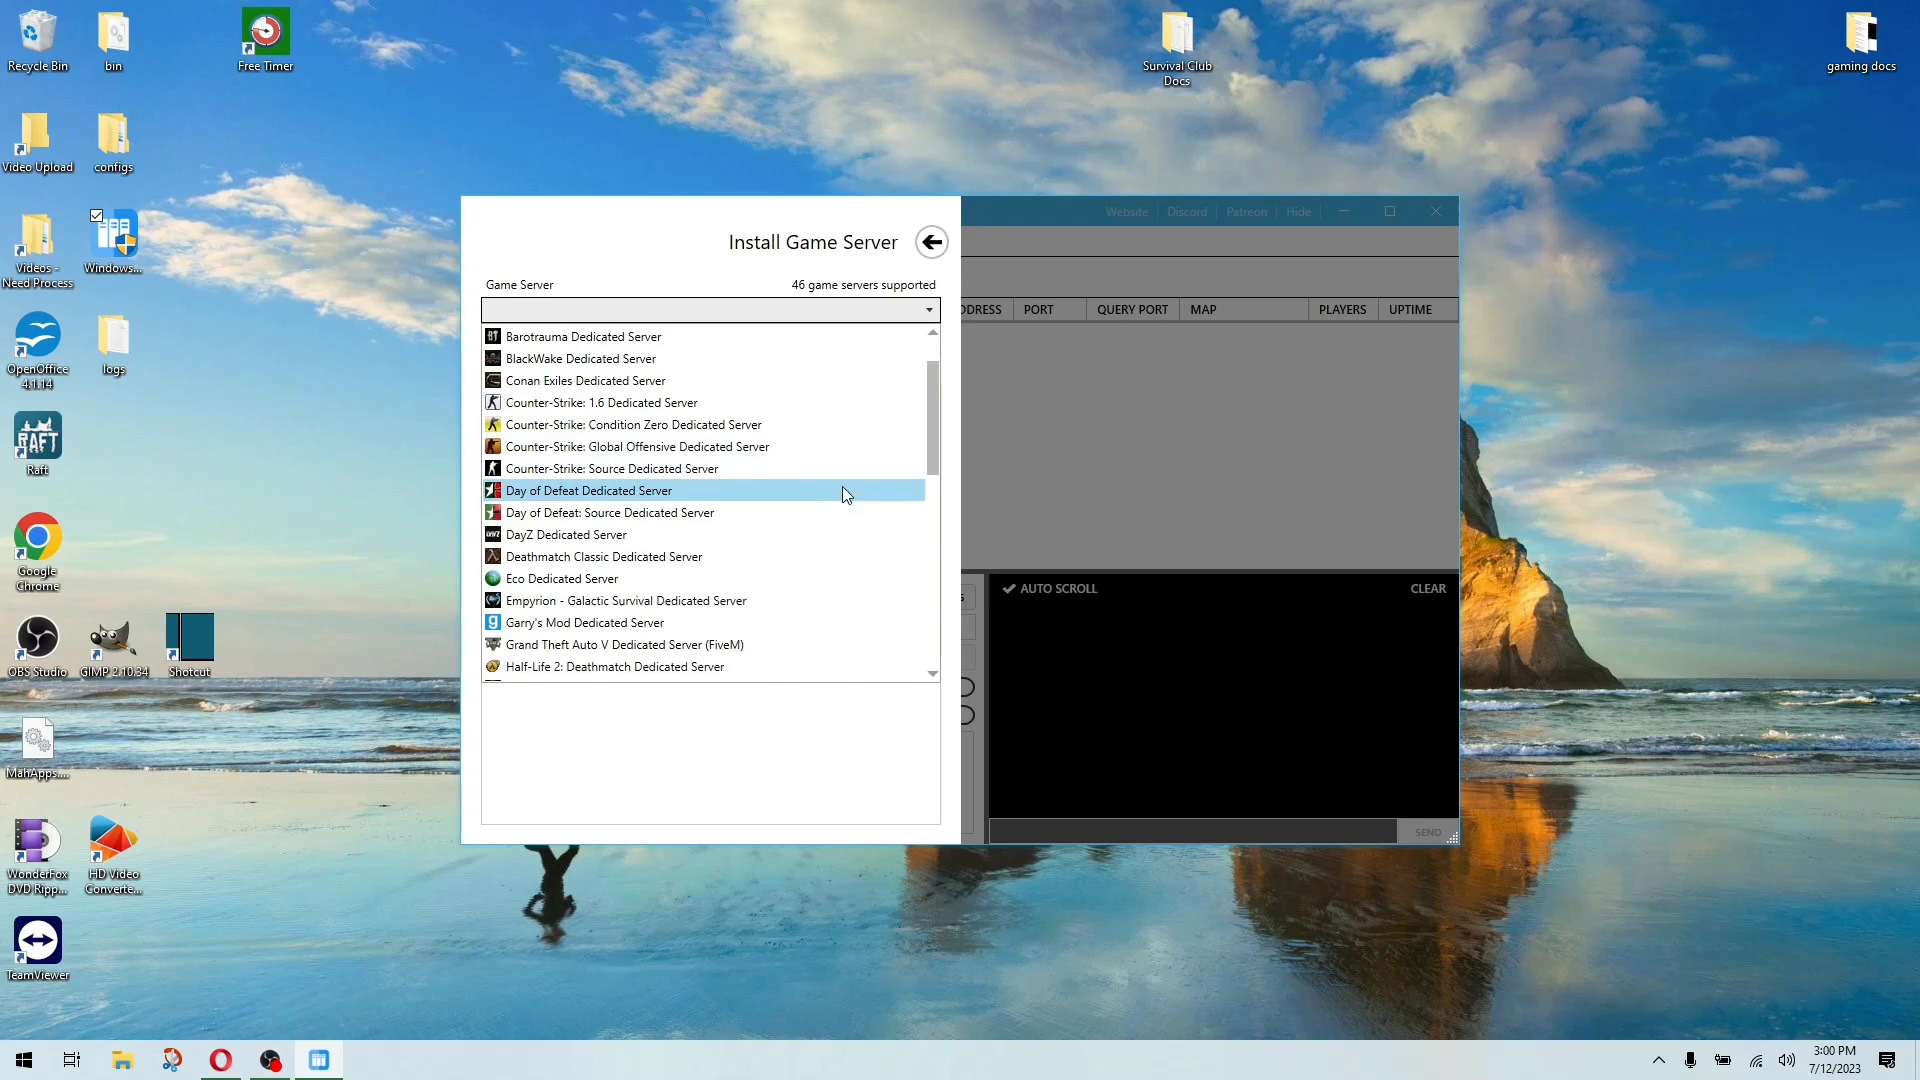 Recycle Bin
bin
Free Timer
Survival Club
Docs
gaming docs
Video Upload
configs
Videos -
Need Process
Windows...
OpenOffice
4.1.14
logs
RAFT
Raft
Google
Chrome
OBS Studio
GIMP 2.10.34
Shotcut
MahApps....
WonderFox
DVD Ripp...
HD Video
Converte...
TeamViewer
Website
Discord
Patreon
Hide
Install Game Server
Game Server
46 game servers supported
DDRESS
PORT
QUERY PORT
MAP
PLAYERS
UPTIME
Barotrauma Dedicated Server
BlackWake Dedicated Server
Conan Exiles Dedicated Server
Counter-Strike: 1.6 Dedicated Server
Counter-Strike: Condition Zero Dedicated Server
Counter-Strike: Global Offensive Dedicated Server
Counter-Strike: Source Dedicated Server
Day of Defeat Dedicated Server
Day of Defeat: Source Dedicated Server
DayZ Dedicated Server
Deathmatch Classic Dedicated Server
Eco Dedicated Server
Empyrion - Galactic Survival Dedicated Server
Garry's Mod Dedicated Server
Grand Theft Auto V Dedicated Server (FiveM)
Half-Life 2: Deathmatch Dedicated Server
AUTO SCROLL
CLEAR
SEND
3:00 PM
7/12/2023